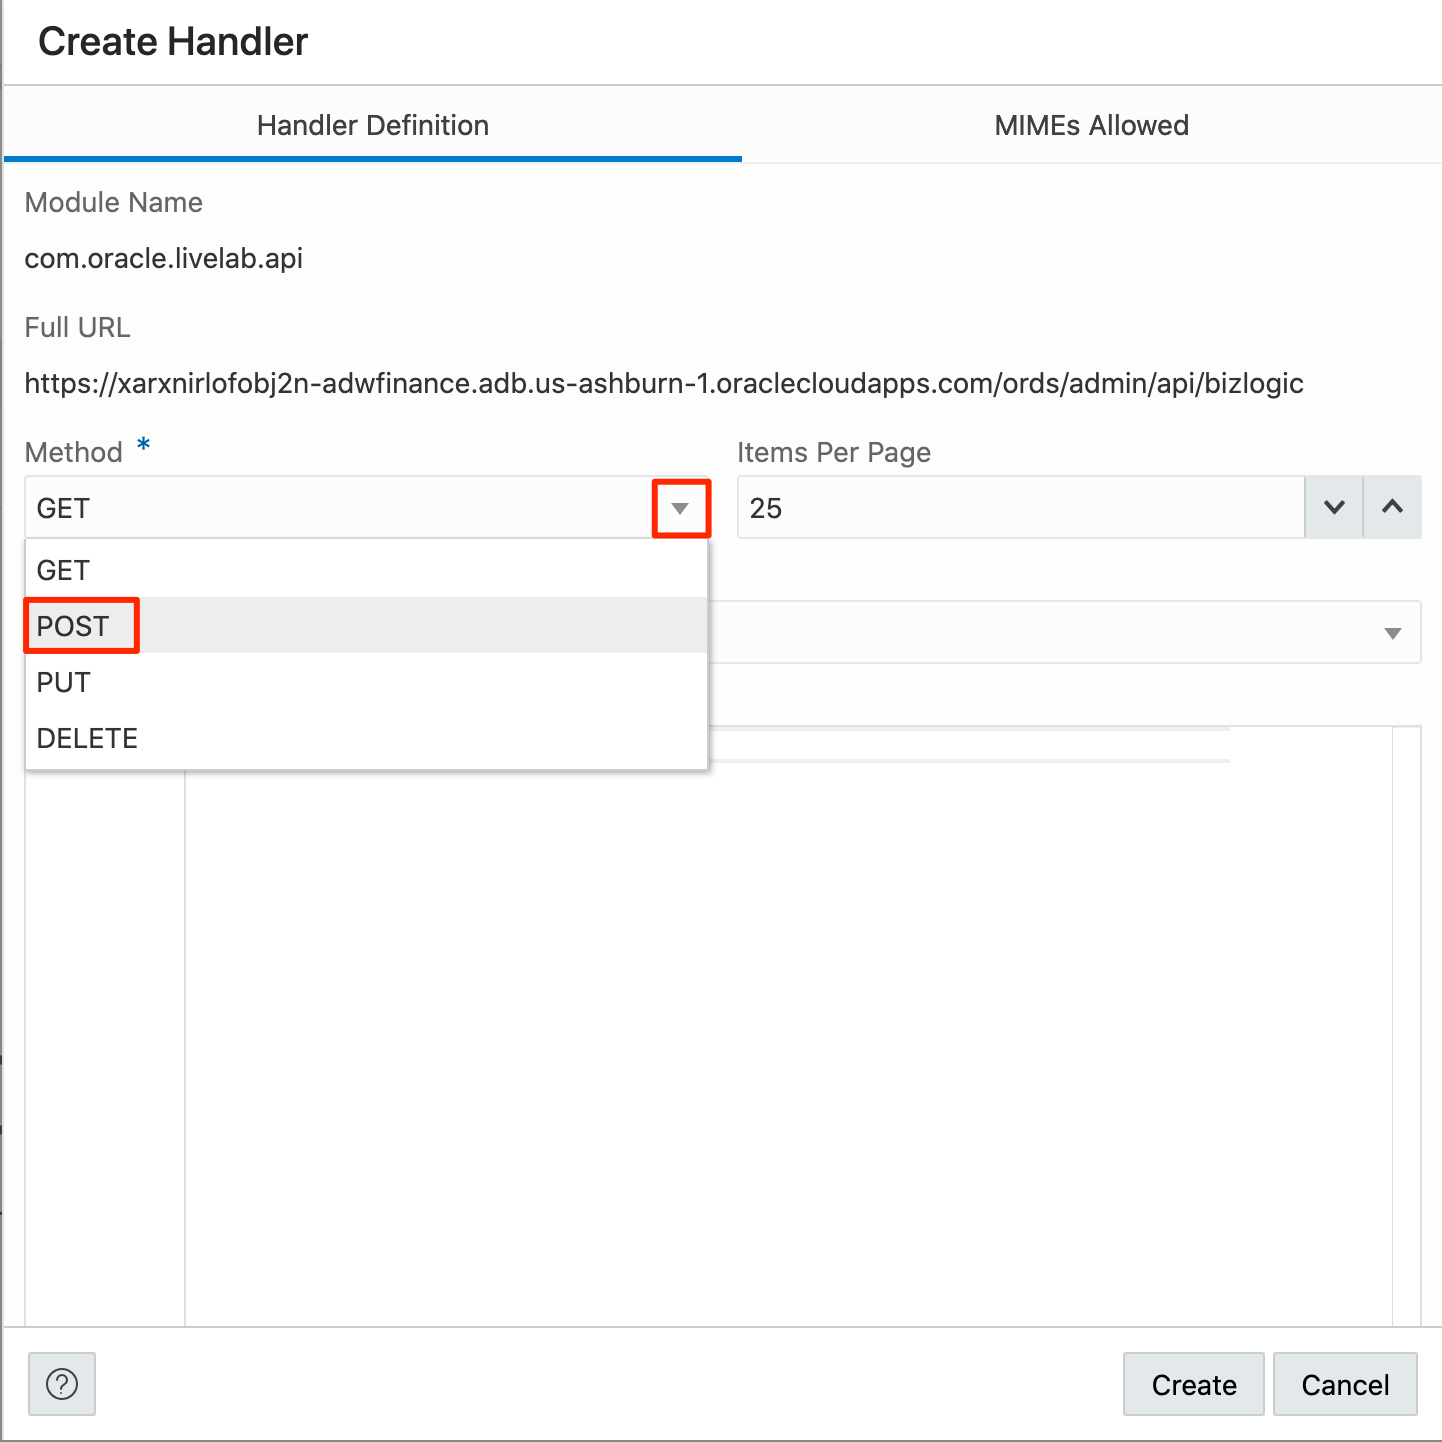 Create Handler
Handler Definition
MIMEs Allowed
Module Name
com.oracle.livelab.api
Full URL
https://xarxnirlofobj2n-adwfinance.adb.us-ashburn-1.oraclecloudapps.com/ords/admin/api/bizlogic
Method *
Items Per Page
GET
25
GET
POST
PUT
DELETE
?
Create
Cancel